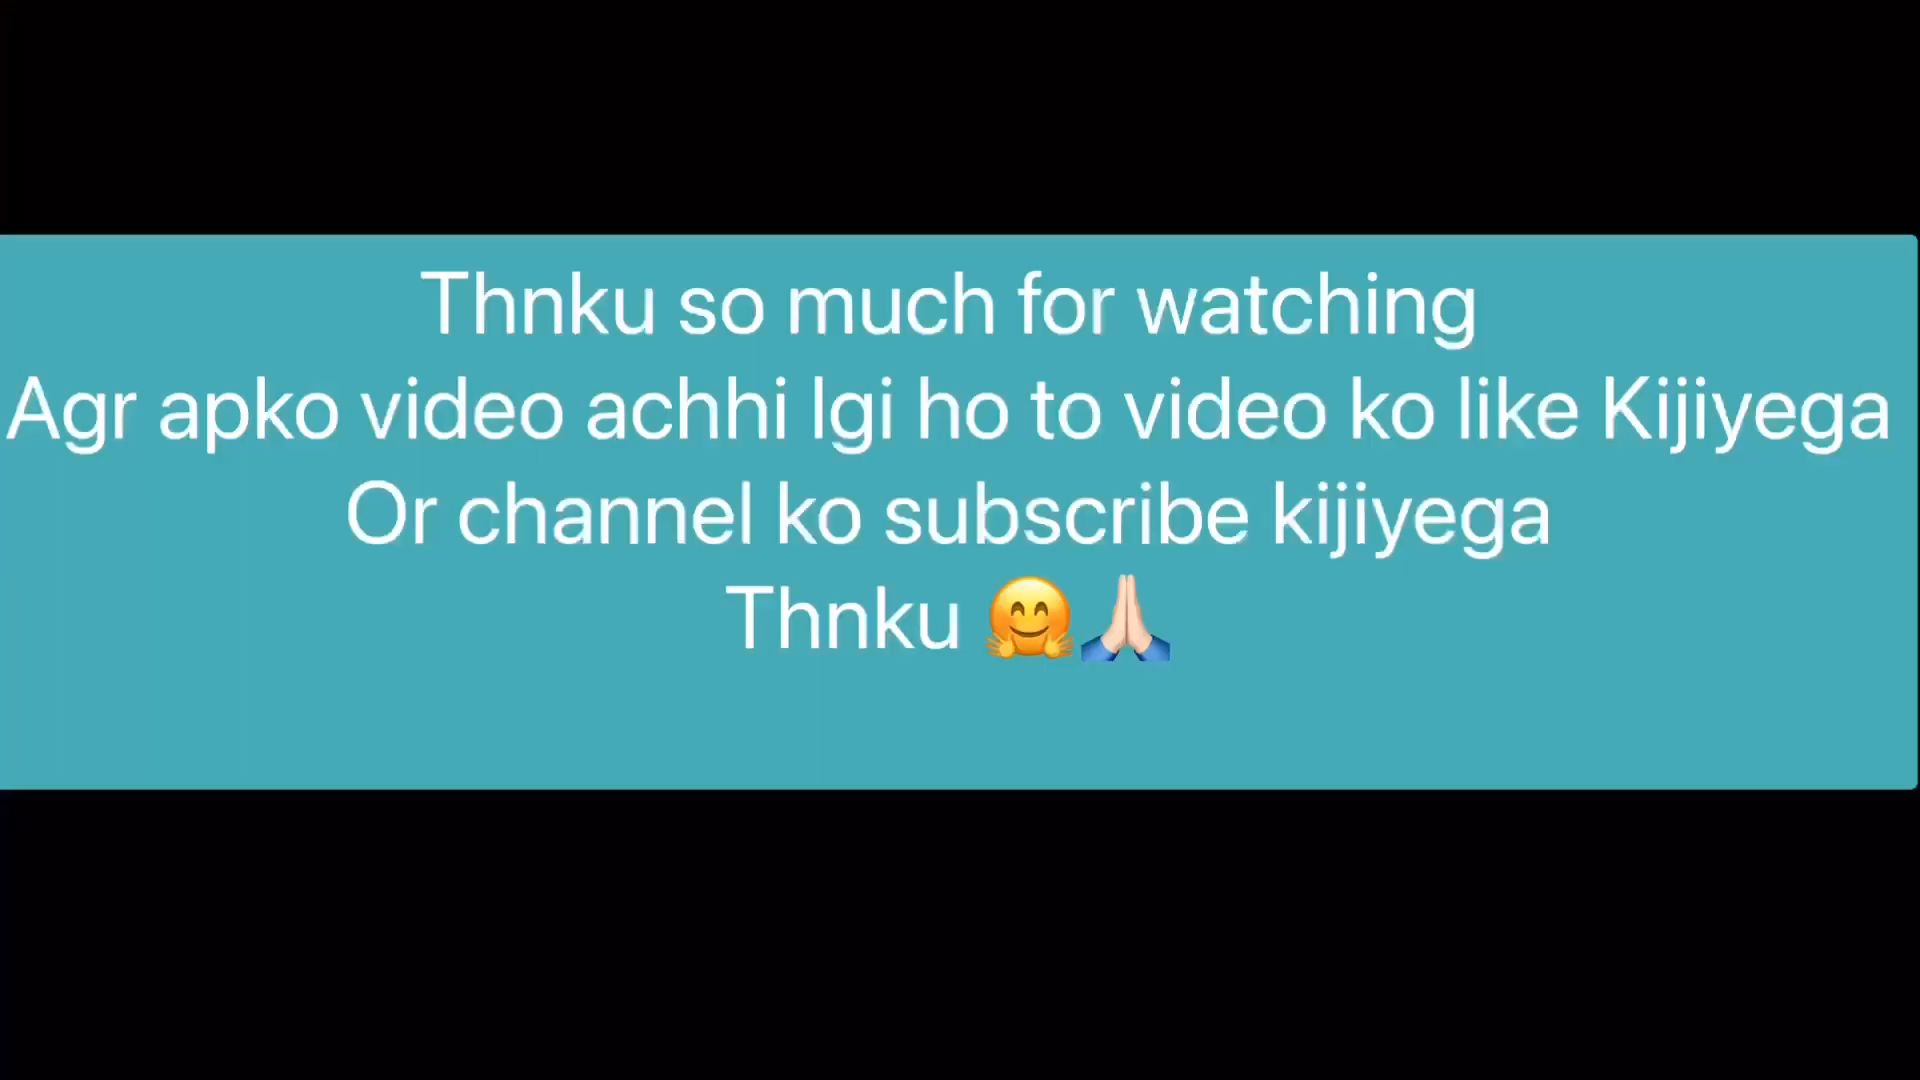 Thnku so much for watching
Agr apko video achhi lgi ho to video ko like Kijiyega
Or channel ko subscribe kijiyega
Thnku 🤗🙏🏻